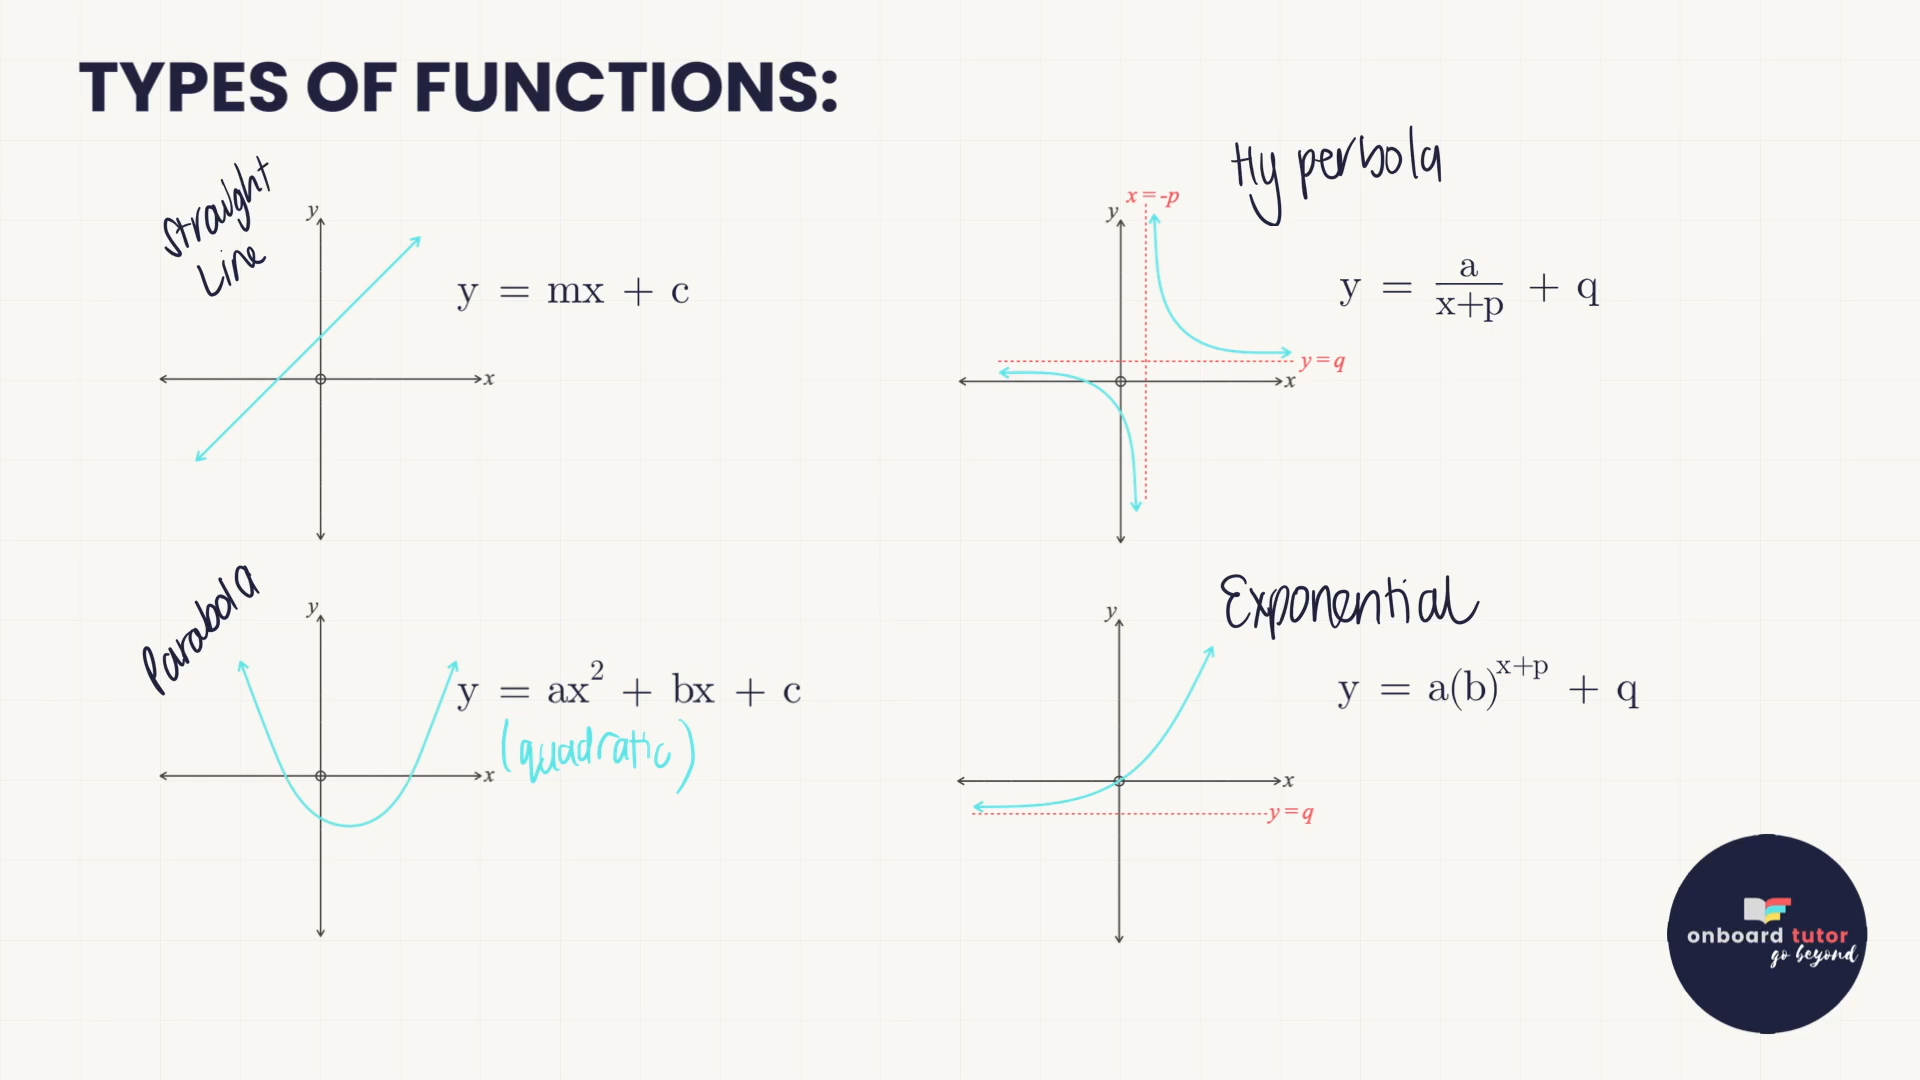 TYPES OF FUNCTIONS:
Straight
Line
y
x
y = mx + c
Hyperbola
x = -p
y
y = q
x
y = a/(x+p) + q
Parabola
y
x
y = ax² + bx + c
(quadratic)
Exponential
y
x
y = q
y = a(b)^(x+p) + q
onboard tutor
go beyond